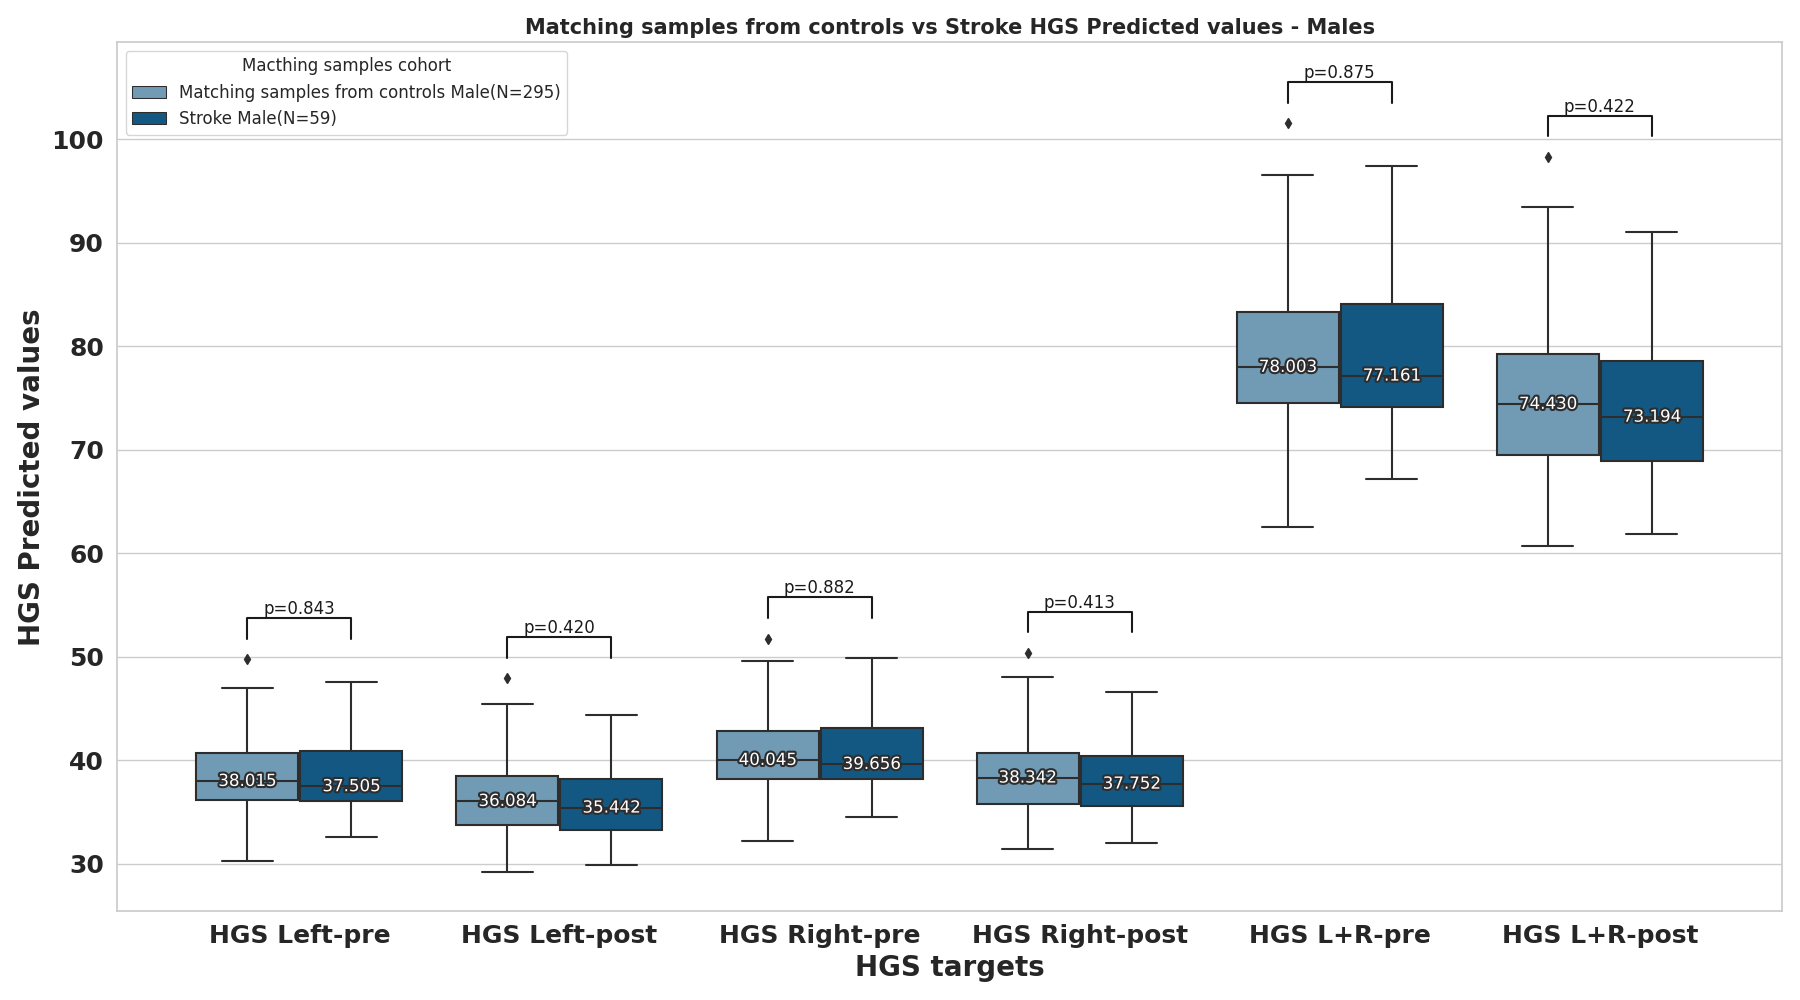 Matching samples from controls vs Stroke HGS Predicted values - Males
Macthing samples cohort
Matching samples from controls Male(N=295)
Stroke Male(N=59)
HGS Predicted values
100
90
80
70
60
50
40
30
p=0.843
p=0.420
p=0.882
p=0.413
p=0.875
p=0.422
38.015
37.505
36.084
35.442
40.045
39.656
38.342
37.752
78.003
77.161
74.430
73.194
HGS Left-pre
HGS Left-post
HGS Right-pre
HGS Right-post
HGS L+R-pre
HGS L+R-post
HGS targets